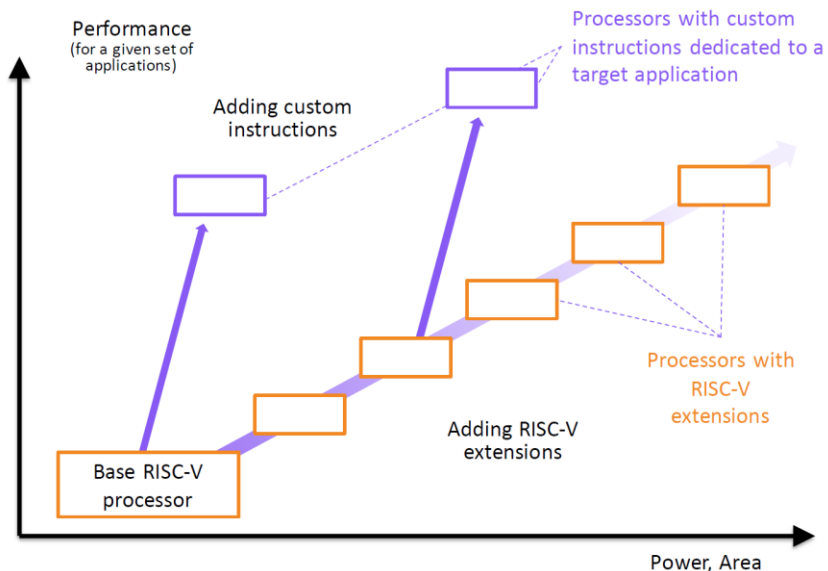 Performance
(for a given set of
applications)
Processors with custom
instructions dedicated to a
target application
Adding custom
instructions
Processors with
RISC-V
extensions
Adding RISC-V
extensions
Base RISC-V
processor
Power, Area